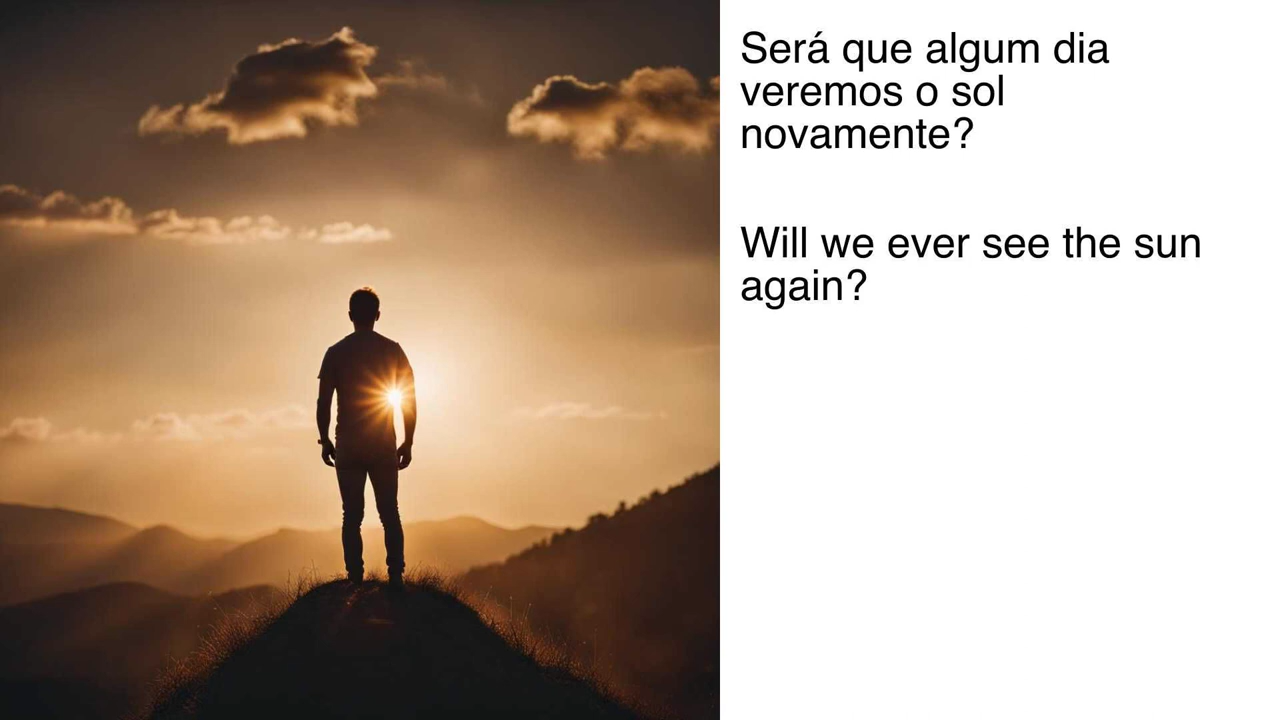 Será que algum dia
veremos o sol
novamente?
Will we ever see the sun
again?